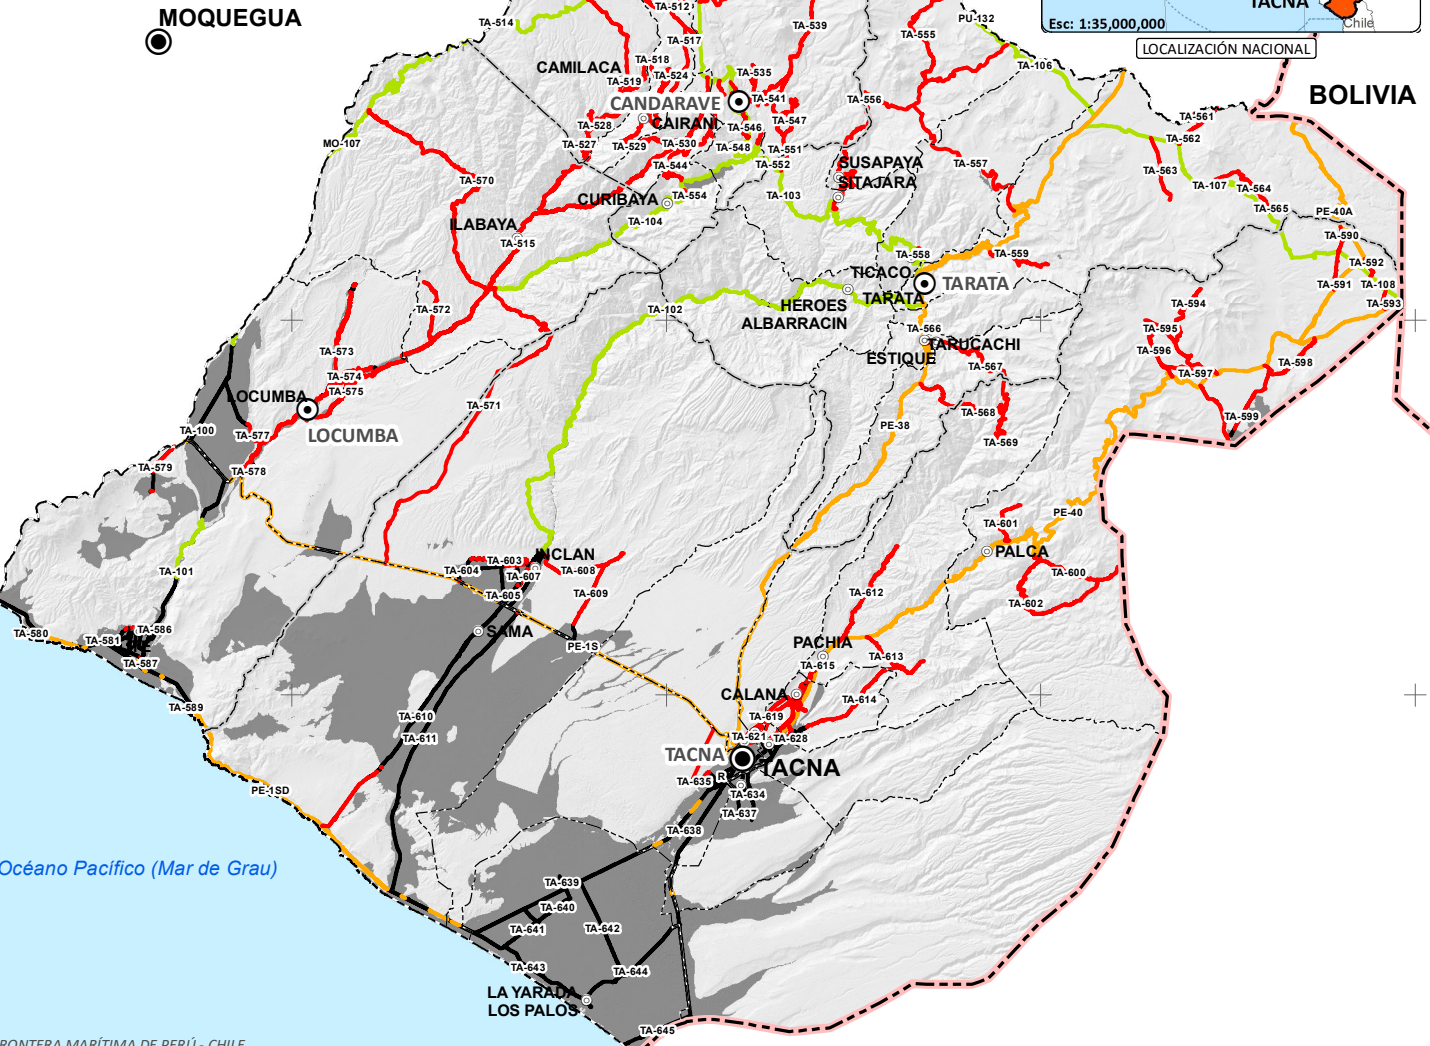 MOQUEGUA
TACNA
Chile
Esc: 1:35,000,000
LOCALIZACIÓN NACIONAL
BOLIVIA
TA-512
TA-514
TA-517
TA-539
TA-555
PU-132
TA-106
CAMILACA
TA-518
TA-519
TA-524
TA-535
CANDARAVE
TA-541
TA-556
CAIRANI
TA-528
TA-546
TA-547
TA-561
TA-562
MO-107
TA-527
TA-529
TA-530
TA-548
TA-551
TA-544
TA-552
SUSAPAYA
TA-557
TA-563
TA-570
SITAJARA
TA-107
TA-564
CURIBAYA
TA-554
TA-103
TA-565
PE-40A
ILABAYA
TA-104
TA-590
TA-515
TA-558
TA-559
TA-592
TICACO
TARATA
TA-591
TA-108
TARATA
HEROES
ALBARRACIN
TA-594
TA-593
TA-572
TA-102
TA-566
TA-595
TARUCACHI
TA-573
ESTIQUE
TA-596
TA-567
TA-598
TA-574
TA-597
TA-575
LOCUMBA
TA-571
TA-568
TA-599
LOCUMBA
PE-38
TA-100
TA-577
TA-569
TA-579
TA-578
PE-40
TA-601
INCLAN
PALCA
TA-603
TA-604
TA-607
TA-608
TA-101
TA-600
TA-605
TA-609
TA-612
TA-602
TA-580
TA-581
TA-586
SAMA
PACHIA
PE-1S
TA-587
TA-613
TA-615
CALANA
TA-614
TA-589
TA-610
TA-619
TA-611
TA-621
TA-628
TACNA
TACNA
TA-635
R
PE-1SD
TA-634
TA-637
TA-638
Océano Pacífico (Mar de Grau)
TA-639
TA-640
TA-641
TA-642
TA-643
TA-644
LA YARADA
LOS PALOS
TA-645
RONTERA MARÍTIMA DE PERÚ - CHILE